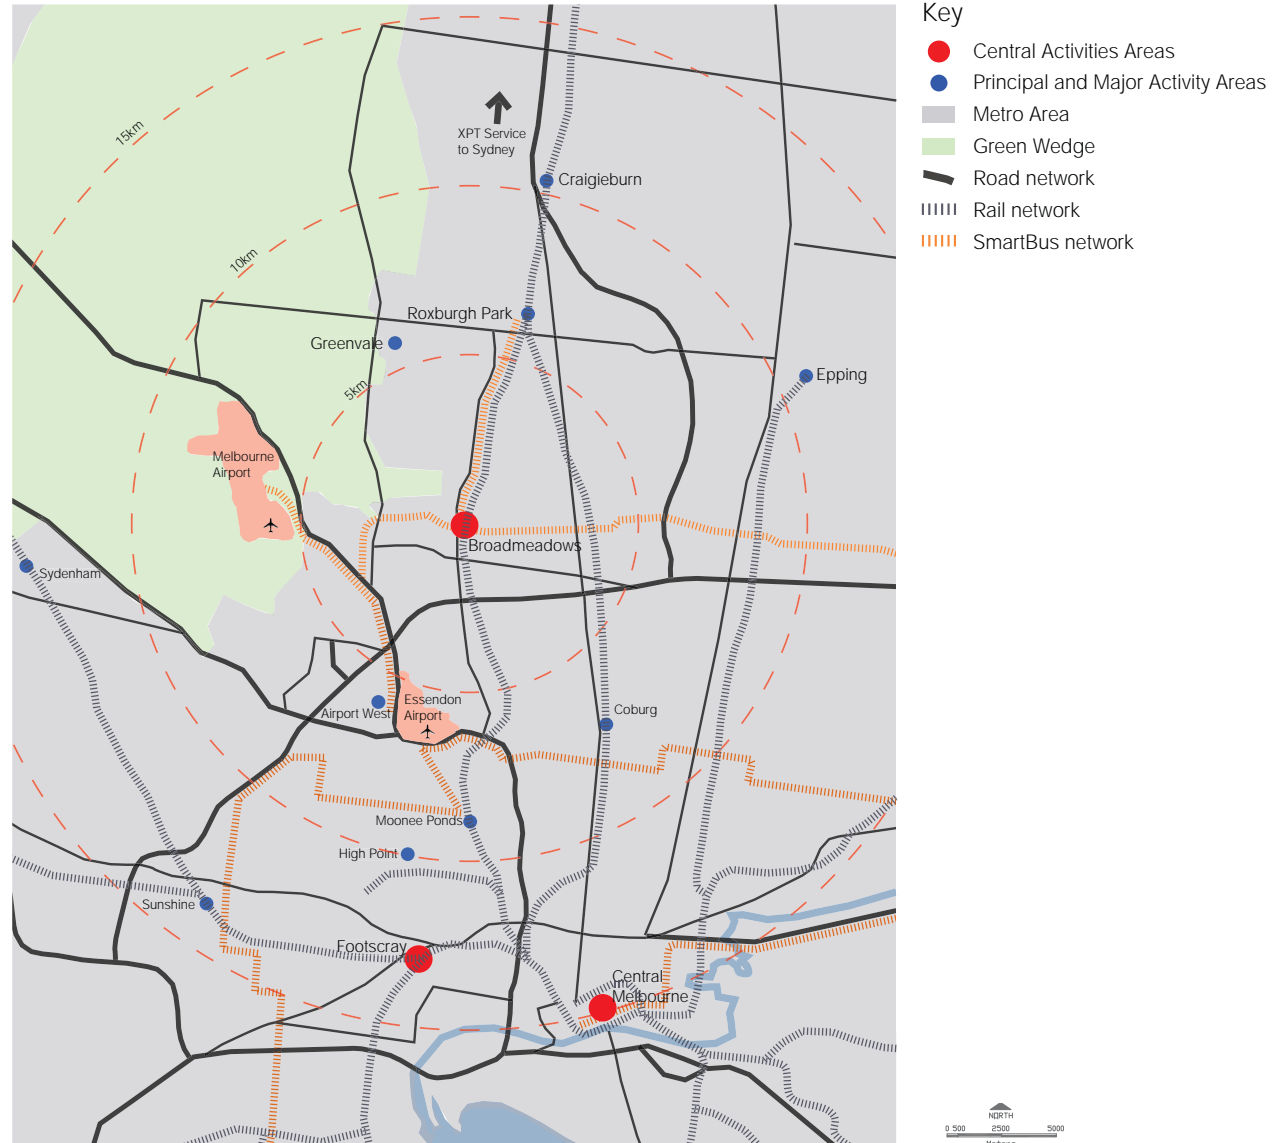 Key
Central Activities Areas
Principal and Major Activity Areas
Metro Area
Green Wedge
Road network
Rail network
SmartBus network
15km
XPT Service
to Sydney
Craigieburn
10km
Roxburgh Park
Greenvale
5km
Epping
Melbourne
Airport
Broadmeadows
Sydenham
Essendon
Airport
Airport West
Coburg
Moonee Ponds
High Point
Sunshine
Footscray
Central
Melbourne
NORTH
0 500 2500 5000
Metres